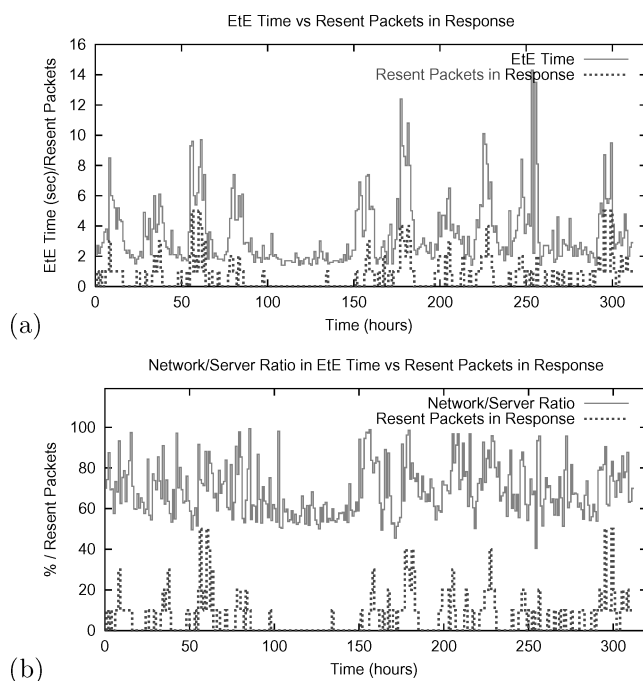 EtE Time vs Resent Packets in Response
16
14
12
10
8
6
4
2
0
EtE Time (sec)/Resent Packets
EtE Time
Resent Packets in Response
0 50 100 150 200 250 300
Time (hours)
(a)
Network/Server Ratio in EtE Time vs Resent Packets in Response
100
80
60
40
20
0
% / Resent Packets
Network/Server Ratio
Resent Packets in Response
0 50 100 150 200 250 300
Time (hours)
(b)